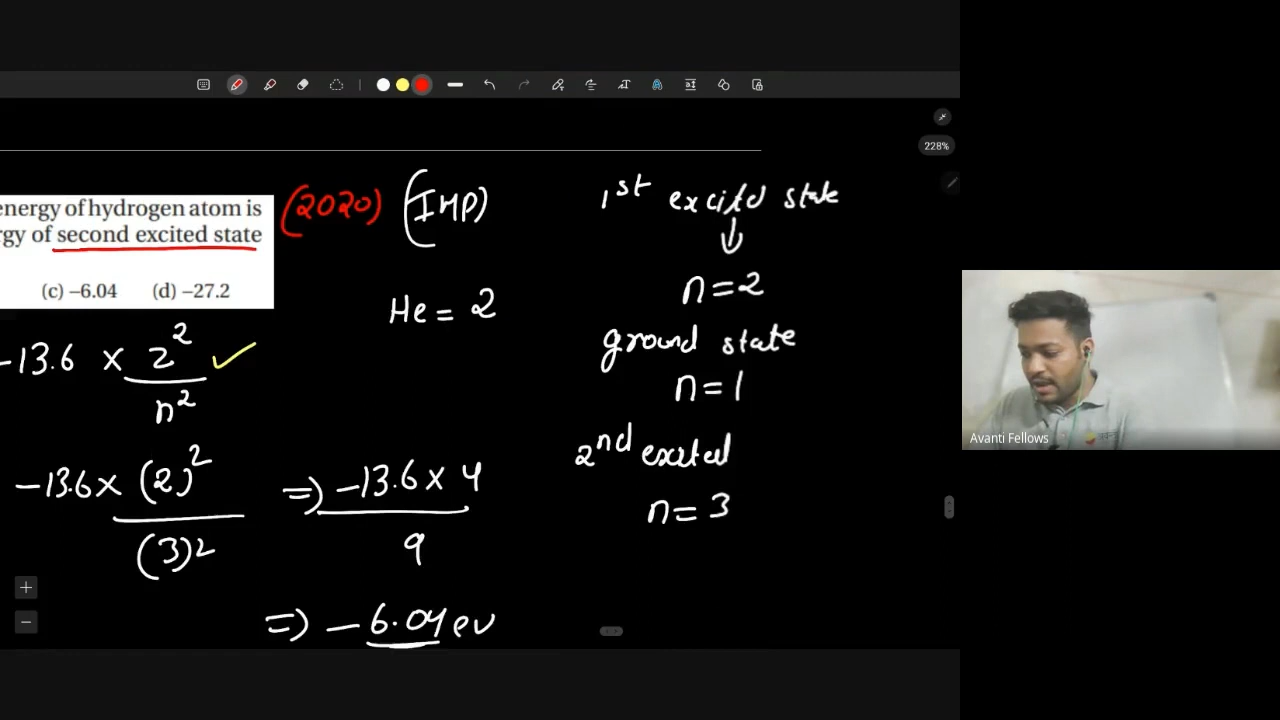 228%
energy of hydrogen atom is
rgy of second excited state
(c) –6.04 (d) –27.2
(2020) (IMP)
He = 2
-13.6 × z²
n²
-13.6 × (2)²
(3)²
=) -13.6 × 4
9
=) - 6.04 ev
1st excited state
↓
n = 2
ground state
n = 1
2nd excited
n = 3
Avanti Fellows